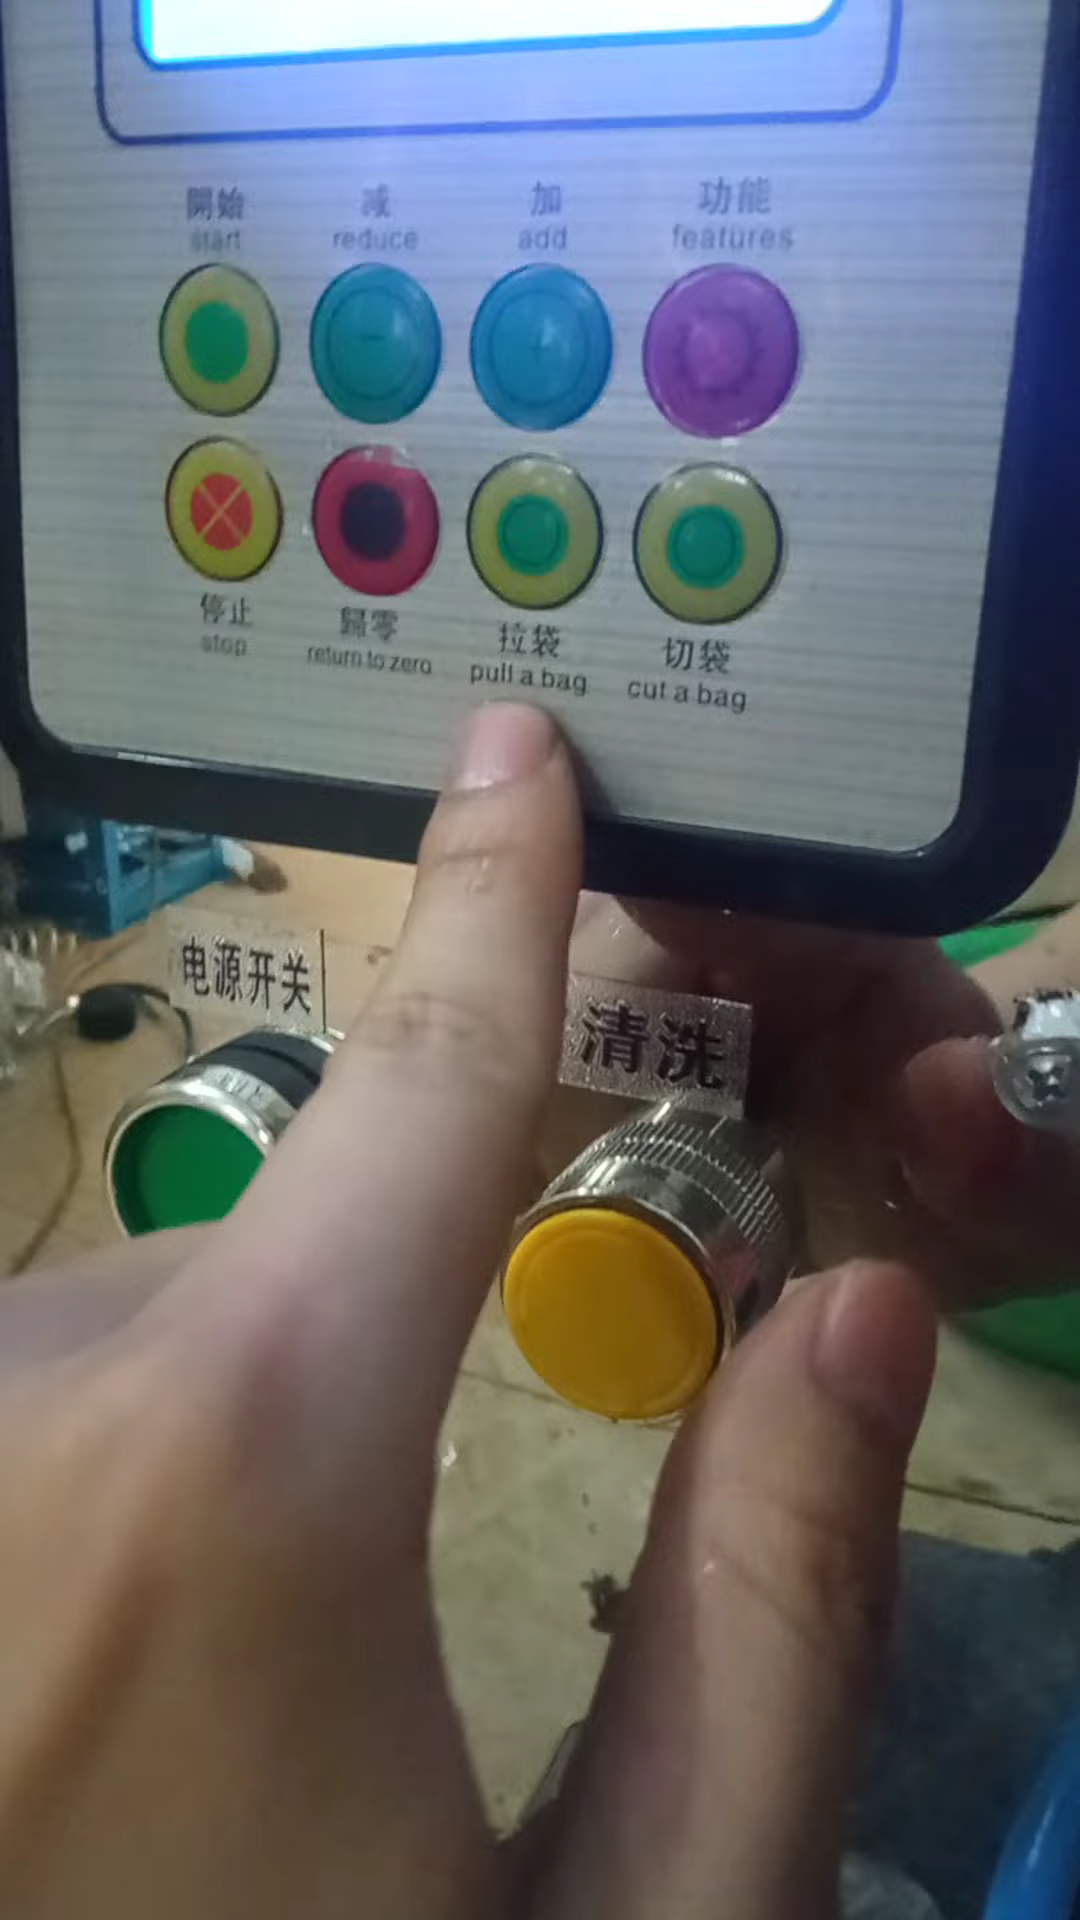 開始 减 加 功能
start reduce add features
停止 歸零 拉袋 切袋
stop return to zero pull a bag cut a bag
电源开关
清洗